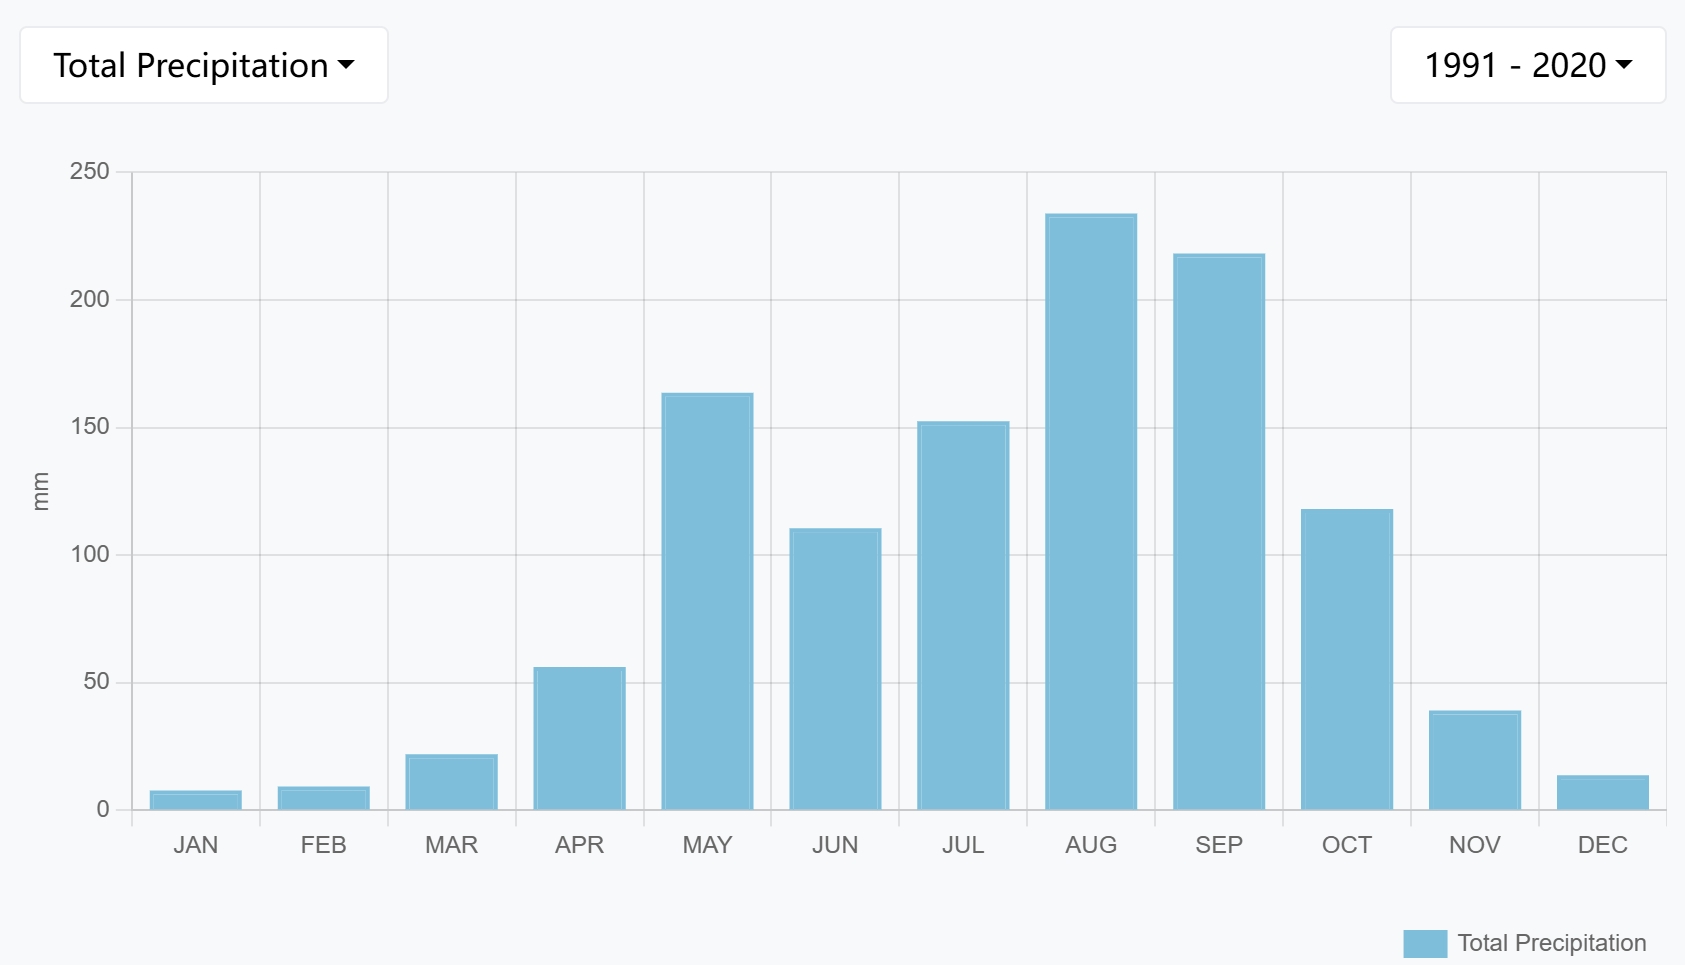 Total Precipitation
1991 - 2020
250
200
150
100
50
0
mm
JAN FEB MAR APR MAY JUN JUL AUG SEP OCT NOV DEC
Total Precipitation